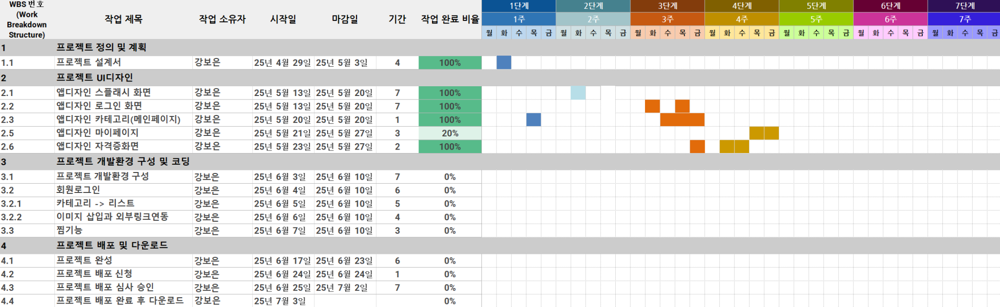 WBS 번호
(Work
Breakdown
Structure)
작업 제목 작업 소유자 시작일 마감일 기간 작업 완료 비율
1단계 2단계 3단계 4단계 5단계 6단계 7단계
1주 2주 3주 4주 5주 6주 7주
월 화 수 목 금 월 화 수 목 금 월 화 수 목 금 월 화 수 목 금 월 화 수 목 금 월 화 수 목 금 월 화 수 목 금
1 프로젝트 정의 및 계획
1.1 프로젝트 설계서 강보은 25년 4월 29일 25년 5월 3일 4 100%
2 프로젝트 UI디자인
2.1 앱디자인 스플래시 화면 강보은 25년 5월 13일 25년 5월 20일 7 100%
2.2 앱디자인 로그인 화면 강보은 25년 5월 13일 25년 5월 20일 7 100%
2.3 앱디자인 카테고리(메인페이지) 강보은 25년 5월 20일 25년 5월 20일 1 100%
2.5 앱디자인 마이페이지 강보은 25년 5월 21일 25년 5월 27일 3 20%
2.6 앱디자인 자격증화면 강보은 25년 5월 23일 25년 5월 27일 2 100%
3 프로젝트 개발환경 구성 및 코딩
3.1 프로젝트 개발환경 구성 강보은 25년 6월 3일 25년 6월 10일 7 0%
3.2 회원로그인 강보은 25년 6월 4일 25년 6월 10일 6 0%
3.2.1 카테고리 -> 리스트 강보은 25년 6월 5일 25년 6월 10일 5 0%
3.2.2 이미지 삽입과 외부링크연동 강보은 25년 6월 6일 25년 6월 10일 4 0%
3.3 찜기능 강보은 25년 6월 7일 25년 6월 10일 3 0%
4 프로젝트 배포 및 다운로드
4.1 프로젝트 완성 강보은 25년 6월 17일 25년 6월 23일 6 0%
4.2 프로젝트 배포 신청 강보은 25년 6월 24일 25년 6월 24일 1 0%
4.3 프로젝트 배포 심사 승인 강보은 25년 6월 25일 25년 7월 2일 7 0%
4.4 프로젝트 배포 완료 후 다운로드 강보은 25년 7월 3일 0%